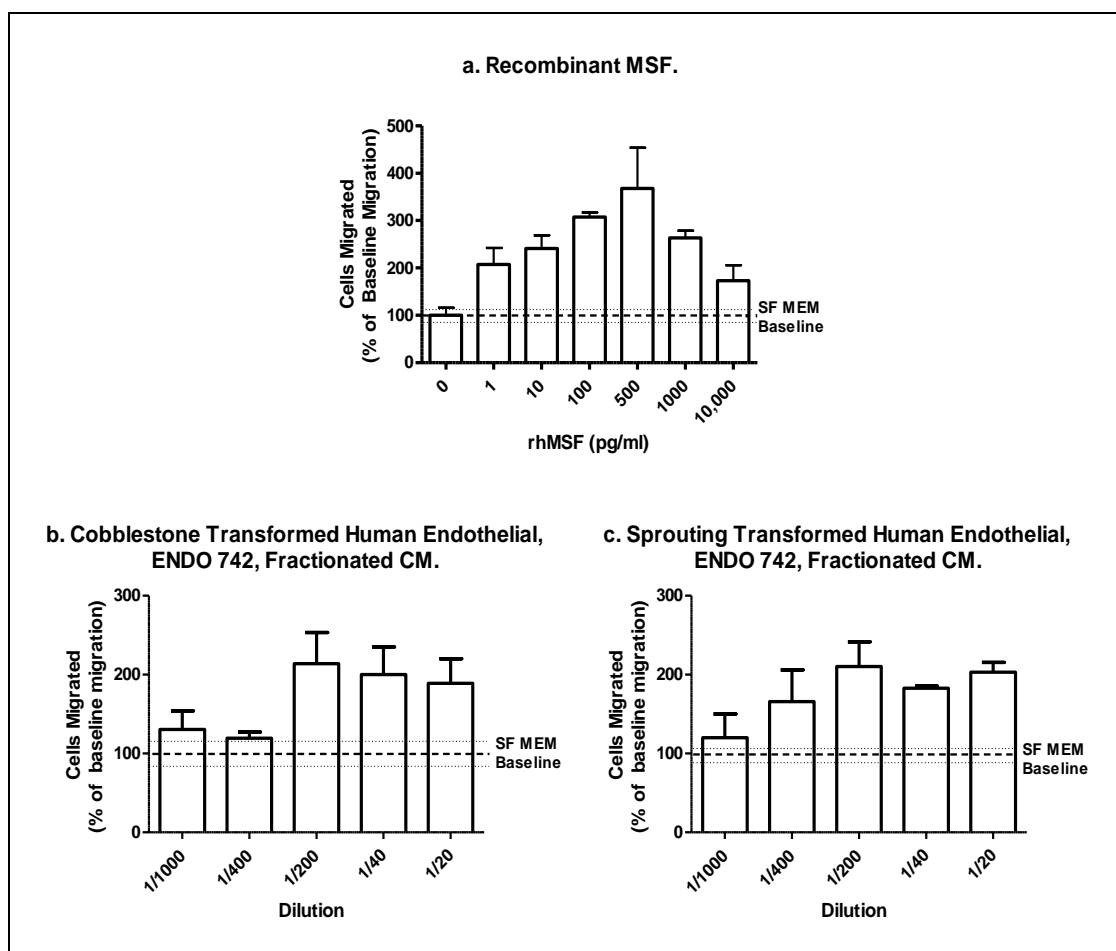 a. Recombinant MSF.
Cells Migrated
(% of Baseline Migration)
500
400
300
200
100
0
SF MEM
Baseline
0
1
10
100
500
1000
10,000
rhMSF (pg/ml)
b. Cobblestone Transformed Human Endothelial,
ENDO 742, Fractionated CM.
Cells Migrated
(% of baseline migration)
300
200
100
0
SF MEM
Baseline
1/1000
1/400
1/200
1/40
1/20
Dilution
c. Sprouting Transformed Human Endothelial,
ENDO 742, Fractionated CM.
Cells Migrated
(% of baseline migration)
300
200
100
0
SF MEM
Baseline
1/1000
1/400
1/200
1/40
1/20
Dilution